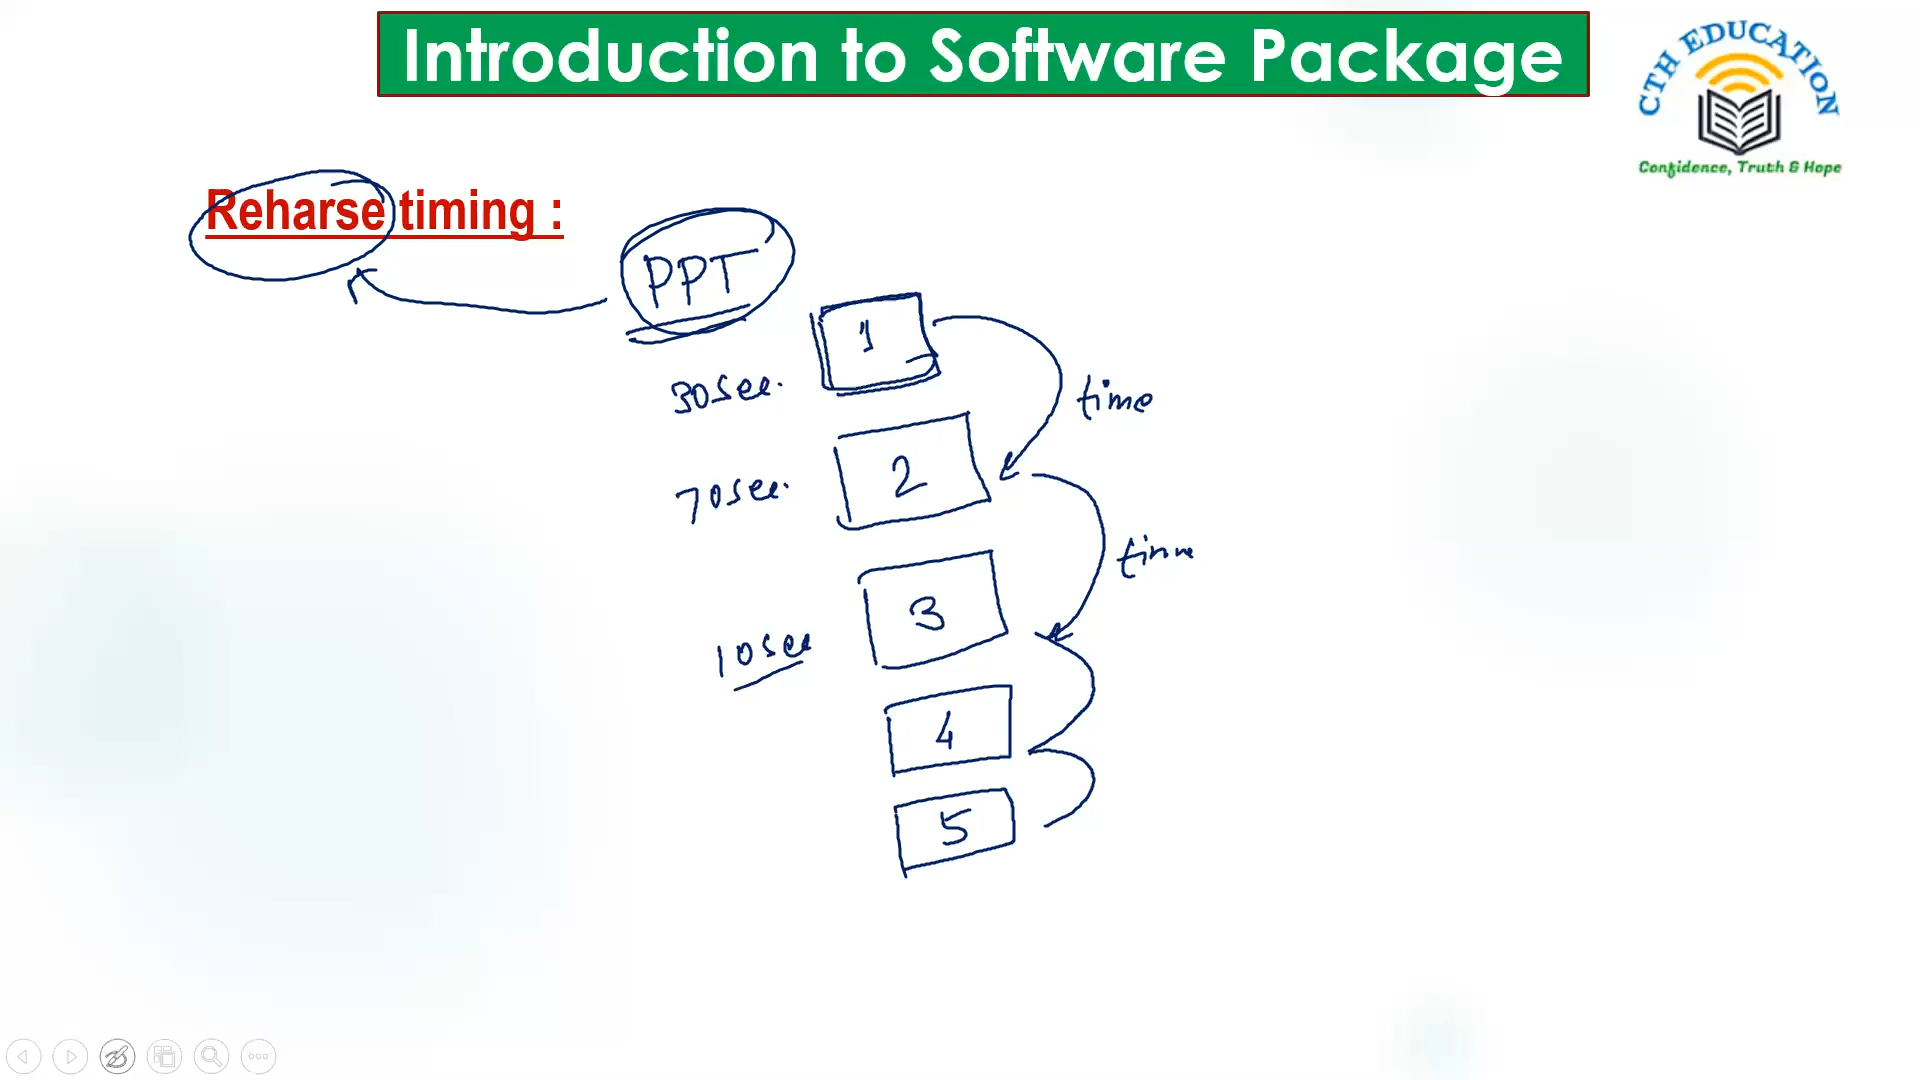 Introduction to Software Package
CTH EDUCATION
Confidence, Truth & Hope
Reharse timing :
PPT
1
30sec.
time
2
70sec.
time
3
10sec
4
5